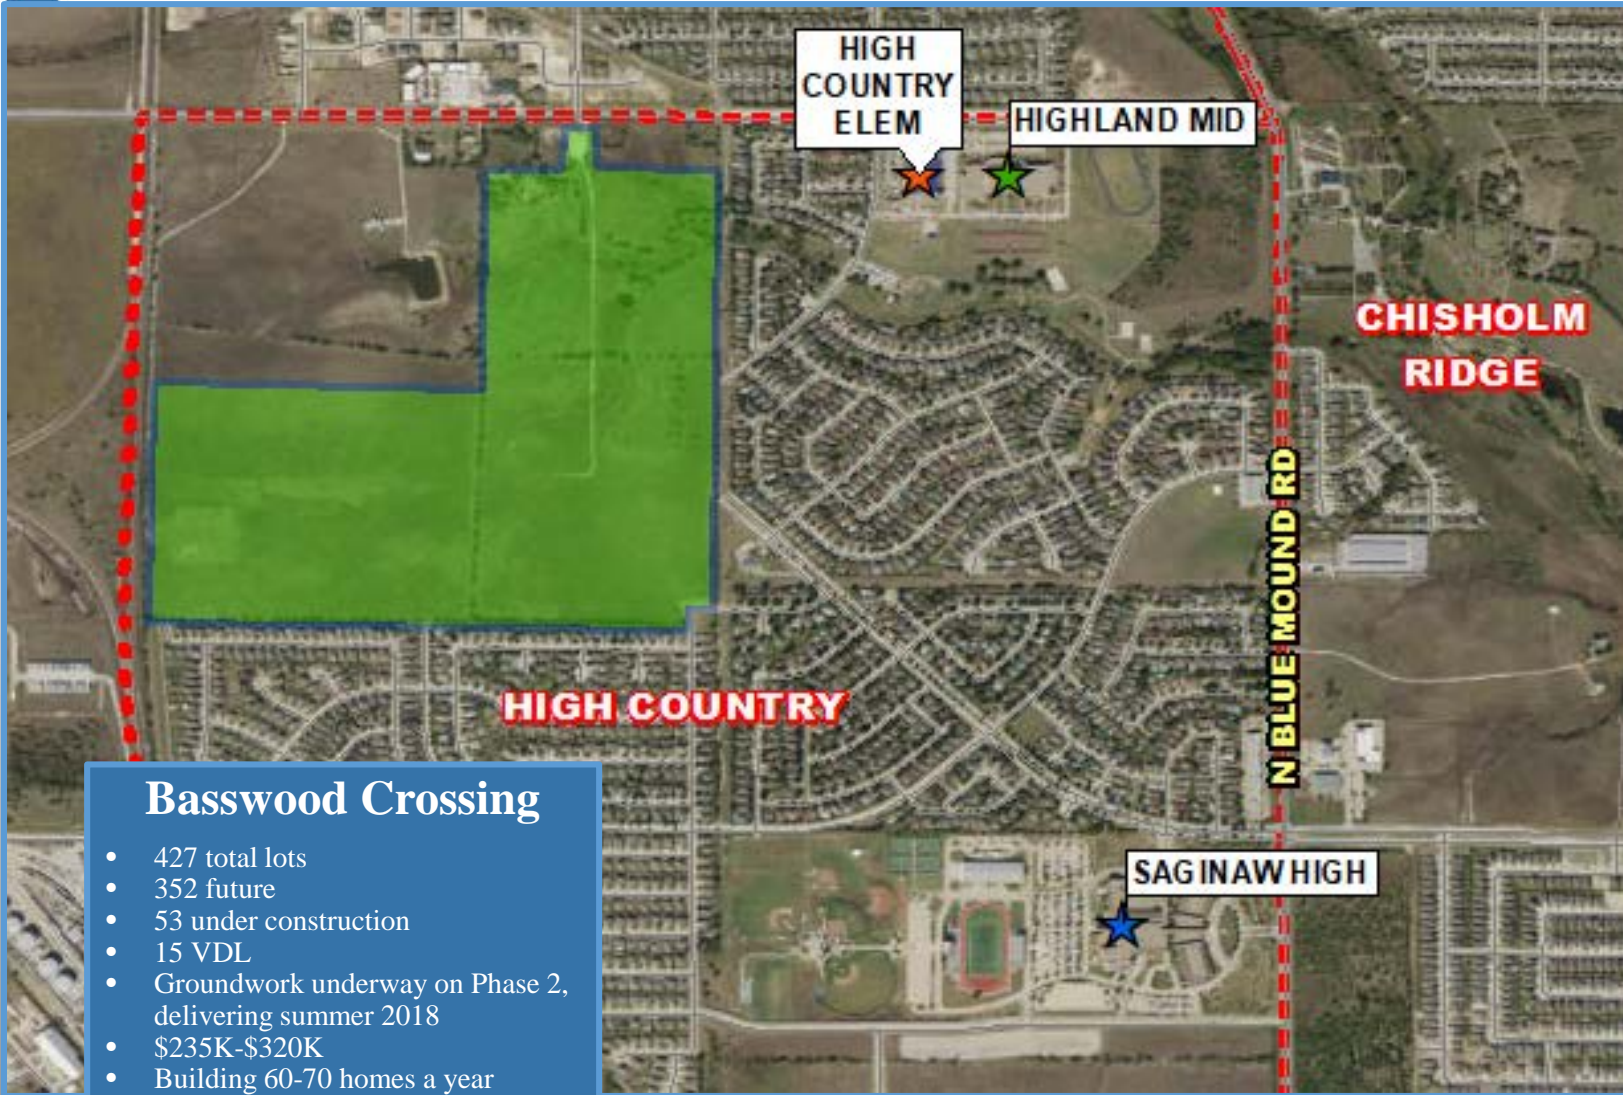 HIGH
COUNTRY
ELEM
HIGHLAND MID
CHISHOLM
RIDGE
N BLUE MOUND RD
HIGH COUNTRY
SAGINAW HIGH
Basswood Crossing
• 427 total lots
• 352 future
• 53 under construction
• 15 VDL
• Groundwork underway on Phase 2,
delivering summer 2018
• $235K-$320K
• Building 60-70 homes a year